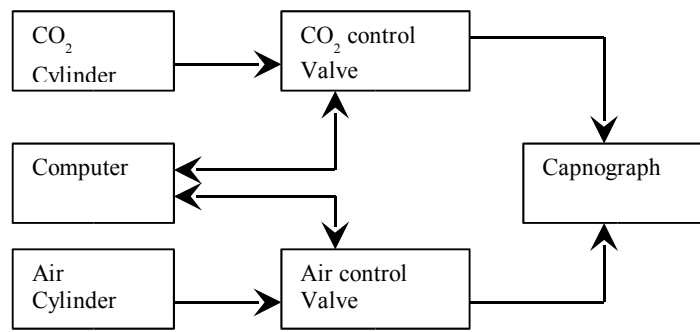 CO₂
Cylinder
CO₂ control
Valve
Computer
Capnograph
Air
Cylinder
Air control
Valve